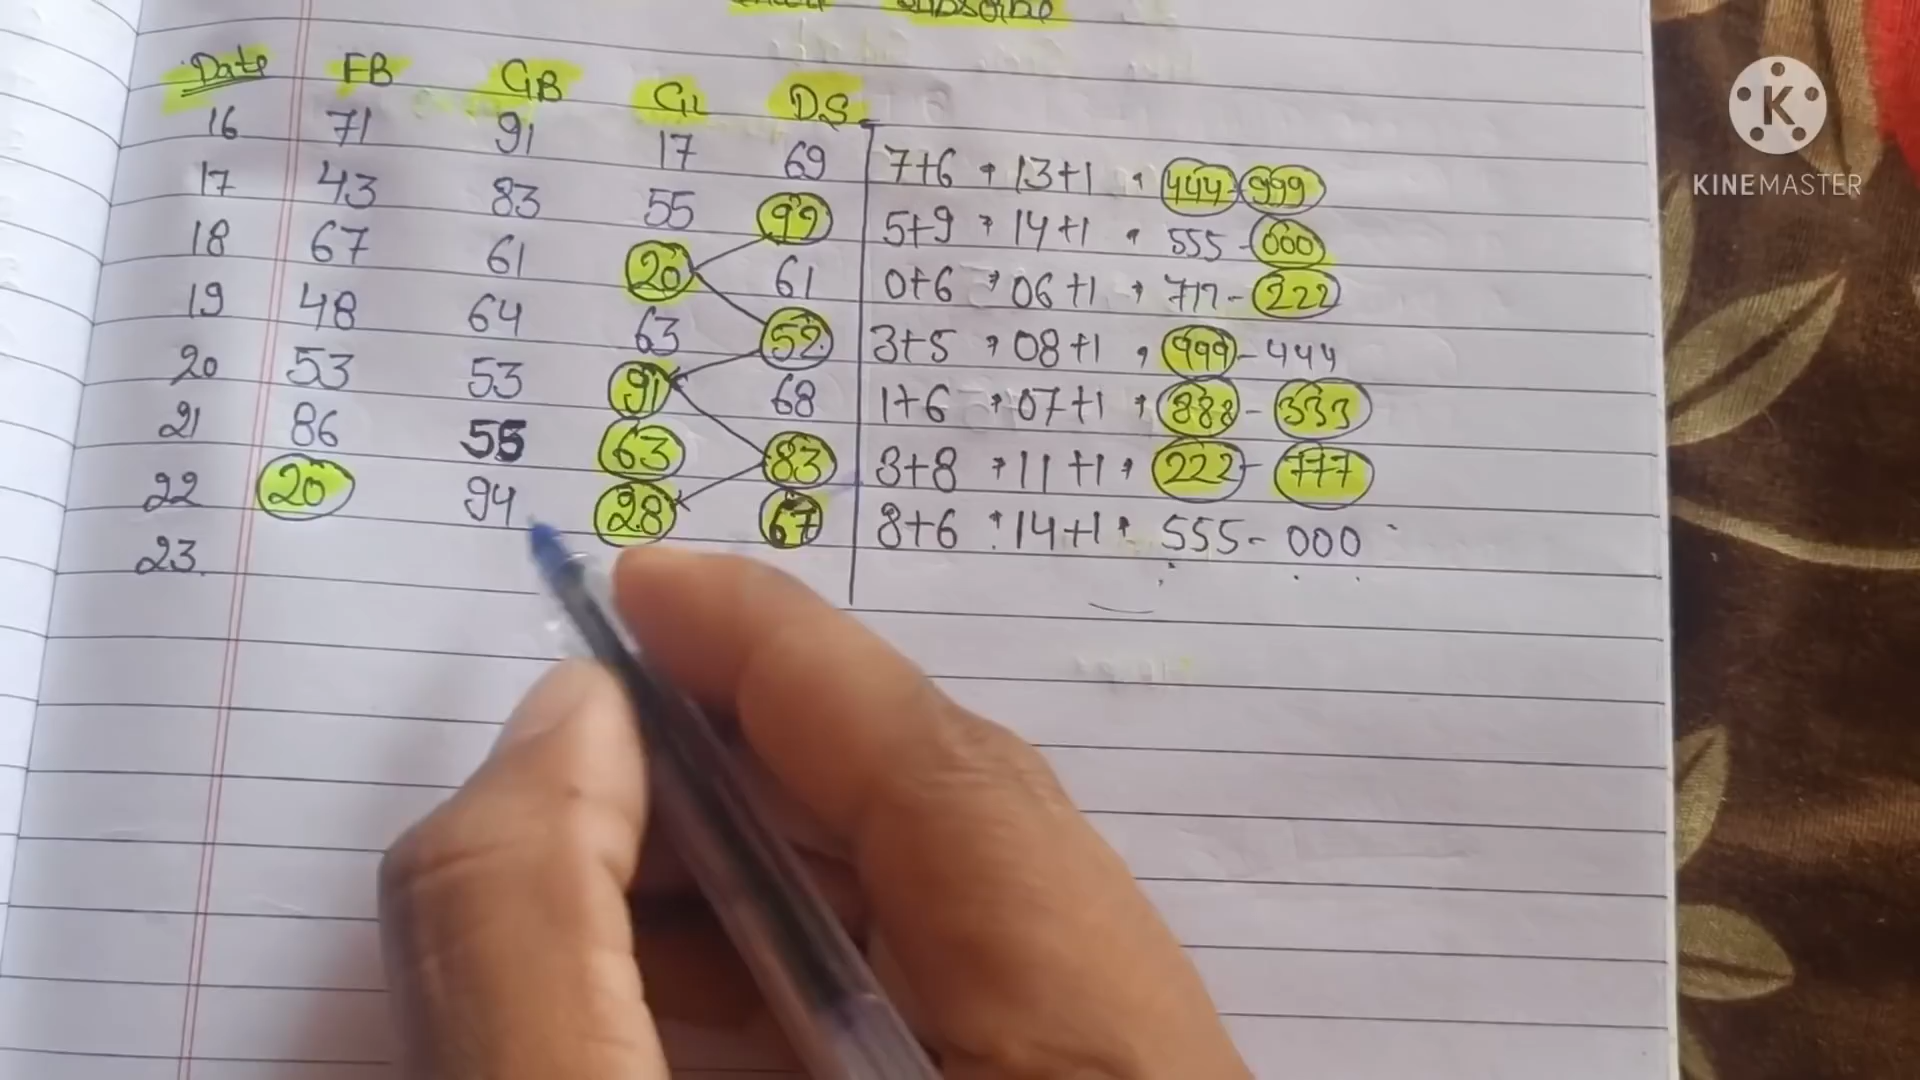 Subscribe
Date FB GB GL DS
16 71 91 17 69 7+6 13+1 444-999
17 43 83 55 99 5+9 14+1 555-000
18 67 61 20 61 0+6 06+1 777-222
19 48 64 63 52 3+5 08+1 999-444
20 53 53 91 68 1+6 07+1 888-333
21 86 55 63 83 3+8 11+1 222-777
22 20 94 28 67 8+6 14+1 555-000
23.
K
KINEMASTER